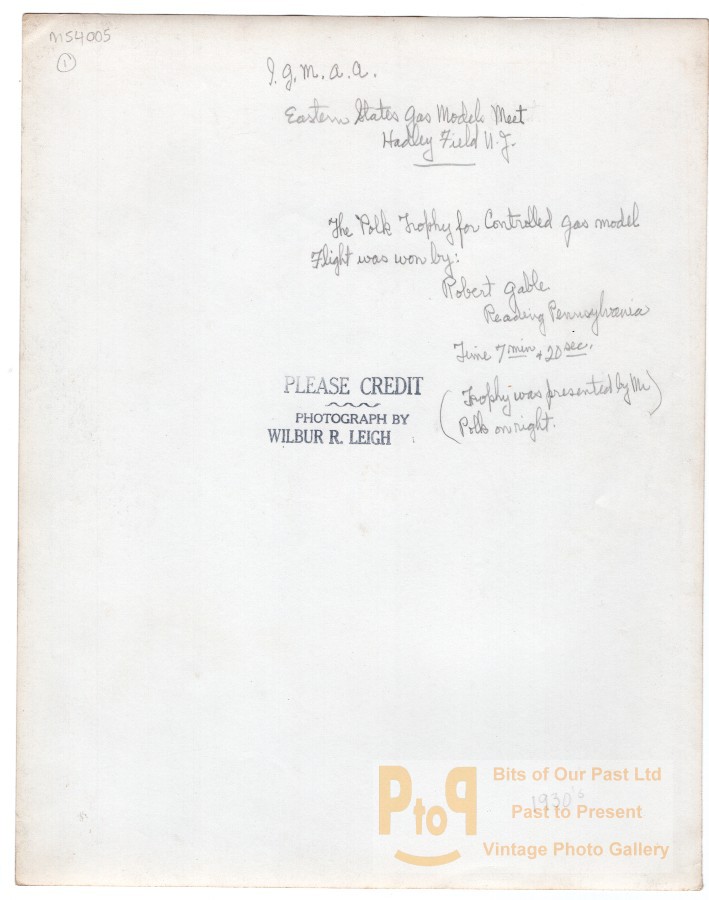 M54005
1
I.g.m.a.a.
Eastern States Gas Models Meet
Hadley Field N.J.
The Polk Trophy for Controlled gas model
Flight was won by:
Robert Gable
Reading Pennsylvania
Time 7 min + 20 sec.
(Trophy was presented by Mr
Polk on right.)
PLEASE CREDIT
PHOTOGRAPH BY
WILBUR R. LEIGH
PtoP
Bits of Our Past Ltd
1930's
Past to Present
Vintage Photo Gallery